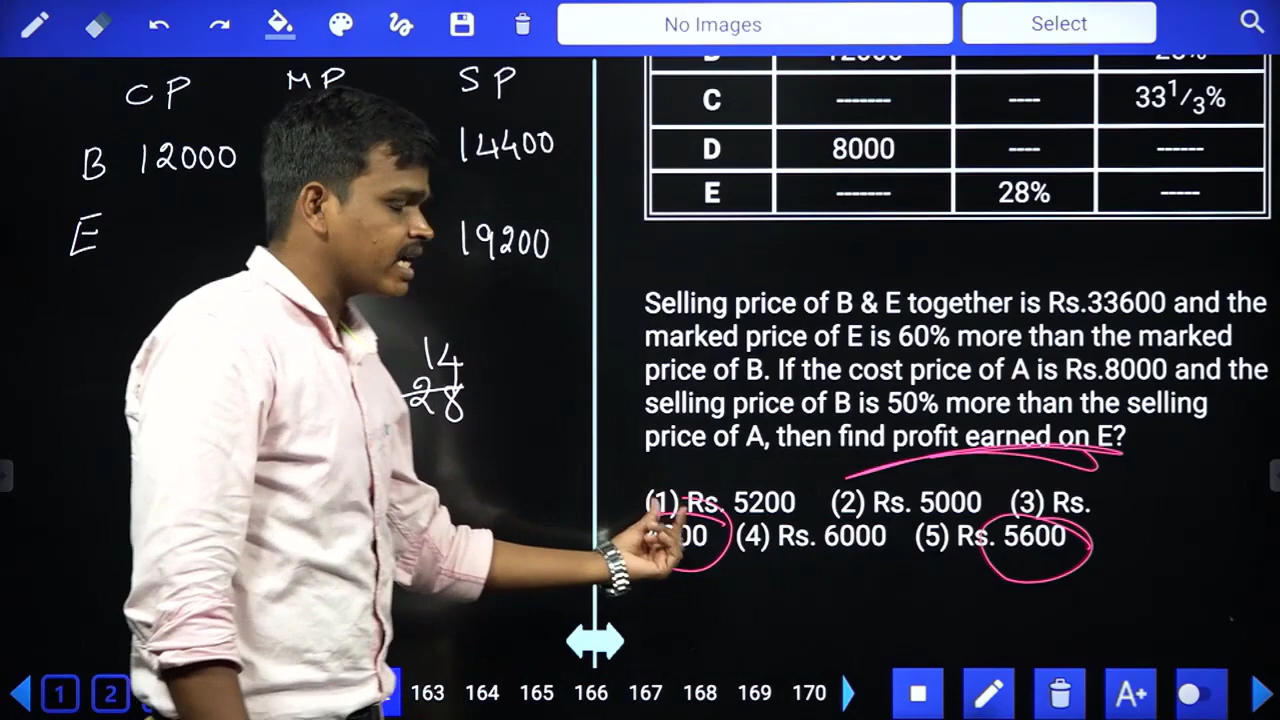 No Images
Select
CP MP SP
B 12000 14400
E 19200
14
28
C ------- ---- 33¹/₃%
D 8000 ---- ------
E ------- 28% -----
Selling price of B & E together is Rs.33600 and the
marked price of E is 60% more than the marked
price of B. If the cost price of A is Rs.8000 and the
selling price of B is 50% more than the selling
price of A, then find profit earned on E?
(1) Rs. 5200 (2) Rs. 5000 (3) Rs.
00 (4) Rs. 6000 (5) Rs. 5600
1 2 163 164 165 166 167 168 169 170
A+